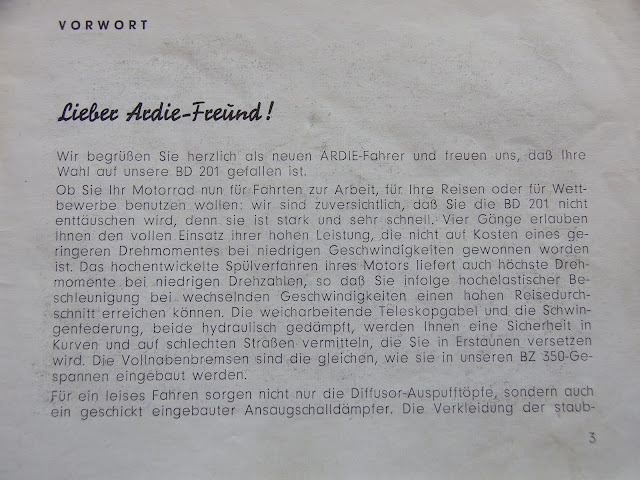 VORWORT
Lieber Ardie-Freund!
Wir begrüßen Sie herzlich als neuen ARDIE-Fahrer und freuen uns, daß Ihre
Wahl auf unsere BD 201 gefallen ist.
Ob Sie Ihr Motorrad nun für Fahrten zur Arbeit, für Ihre Reisen oder für Wett-
bewerbe benutzen wollen: wir sind zuversichtlich, daß Sie die BD 201 nicht
enttäuschen wird, denn sie ist stark und sehr schnell. Vier Gänge erlauben
Ihnen den vollen Einsatz ihrer hohen Leistung, die nicht auf Kosten eines ge-
ringeren Drehmomentes bei niedrigen Geschwindigkeiten gewonnen worden
ist. Das hochentwickelte Spülverfahren ihres Motors liefert auch höchste Dreh-
momente bei niedrigen Drehzahlen, so daß Sie infolge hochelastischer Be-
schleunigung bei wechselnden Geschwindigkeiten einen hohen Reisedurch-
schnitt erreichen können. Die weicharbeitende Teleskopgabel und die Schwin-
genfederung, beide hydraulisch gedämpft, werden Ihnen eine Sicherheit in
Kurven und auf schlechten Straßen vermitteln, die Sie in Erstaunen versetzen
wird. Die Vollnabenbremsen sind die gleichen, wie sie in unseren BZ 350-Ge-
spannen eingebaut werden.
Für ein leises Fahren sorgen nicht nur die Diffusor-Auspufftöpfe, sondern auch
ein geschickt eingebauter Ansaugschalldämpfer. Die Verkleidung der staub-
3